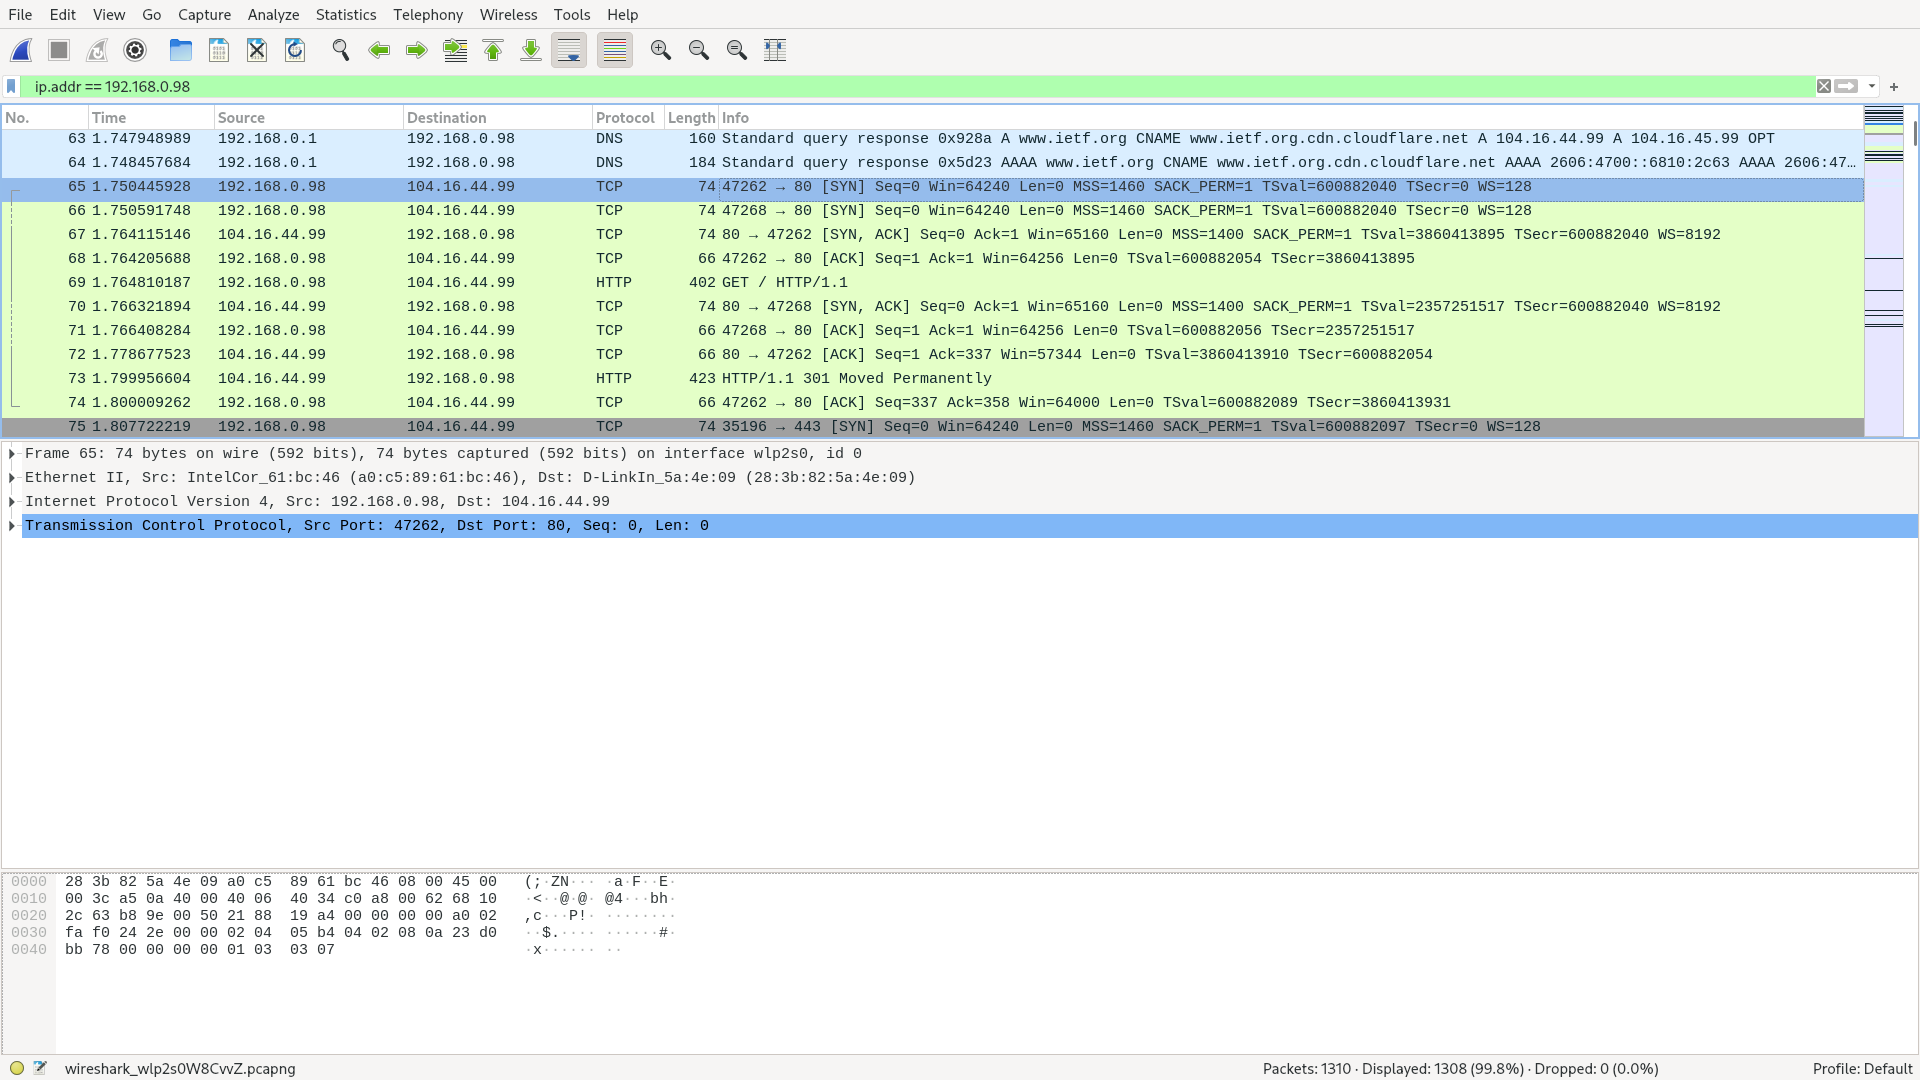 File Edit View Go Capture Analyze Statistics Telephony Wireless Tools Help
ip.addr == 192.168.0.98
No. Time Source Destination Protocol Length Info
63 1.747948989 192.168.0.1 192.168.0.98 DNS 160 Standard query response 0x928a A www.ietf.org CNAME www.ietf.org.cdn.cloudflare.net A 104.16.44.99 A 104.16.45.99 OPT
64 1.748457684 192.168.0.1 192.168.0.98 DNS 184 Standard query response 0x5d23 AAAA www.ietf.org CNAME www.ietf.org.cdn.cloudflare.net AAAA 2606:4700::6810:2c63 AAAA 2606:47…
65 1.750445928 192.168.0.98 104.16.44.99 TCP 74 47262 → 80 [SYN] Seq=0 Win=64240 Len=0 MSS=1460 SACK_PERM=1 TSval=600882040 TSecr=0 WS=128
66 1.750591748 192.168.0.98 104.16.44.99 TCP 74 47268 → 80 [SYN] Seq=0 Win=64240 Len=0 MSS=1460 SACK_PERM=1 TSval=600882040 TSecr=0 WS=128
67 1.764115146 104.16.44.99 192.168.0.98 TCP 74 80 → 47262 [SYN, ACK] Seq=0 Ack=1 Win=65160 Len=0 MSS=1400 SACK_PERM=1 TSval=3860413895 TSecr=600882040 WS=8192
68 1.764205688 192.168.0.98 104.16.44.99 TCP 66 47262 → 80 [ACK] Seq=1 Ack=1 Win=64256 Len=0 TSval=600882054 TSecr=3860413895
69 1.764810187 192.168.0.98 104.16.44.99 HTTP 402 GET / HTTP/1.1
70 1.766321894 104.16.44.99 192.168.0.98 TCP 74 80 → 47268 [SYN, ACK] Seq=0 Ack=1 Win=65160 Len=0 MSS=1400 SACK_PERM=1 TSval=2357251517 TSecr=600882040 WS=8192
71 1.766408284 192.168.0.98 104.16.44.99 TCP 66 47268 → 80 [ACK] Seq=1 Ack=1 Win=64256 Len=0 TSval=600882056 TSecr=2357251517
72 1.778677523 104.16.44.99 192.168.0.98 TCP 66 80 → 47262 [ACK] Seq=1 Ack=337 Win=57344 Len=0 TSval=3860413910 TSecr=600882054
73 1.799956604 104.16.44.99 192.168.0.98 HTTP 423 HTTP/1.1 301 Moved Permanently
74 1.800009262 192.168.0.98 104.16.44.99 TCP 66 47262 → 80 [ACK] Seq=337 Ack=358 Win=64000 Len=0 TSval=600882089 TSecr=3860413931
75 1.807722219 192.168.0.98 104.16.44.99 TCP 74 35196 → 443 [SYN] Seq=0 Win=64240 Len=0 MSS=1460 SACK_PERM=1 TSval=600882097 TSecr=0 WS=128
Frame 65: 74 bytes on wire (592 bits), 74 bytes captured (592 bits) on interface wlp2s0, id 0
Ethernet II, Src: IntelCor_61:bc:46 (a0:c5:89:61:bc:46), Dst: D-LinkIn_5a:4e:09 (28:3b:82:5a:4e:09)
Internet Protocol Version 4, Src: 192.168.0.98, Dst: 104.16.44.99
Transmission Control Protocol, Src Port: 47262, Dst Port: 80, Seq: 0, Len: 0
0000 28 3b 82 5a 4e 09 a0 c5 89 61 bc 46 08 00 45 00 (;·ZN··· ·a·F··E·
0010 00 3c a5 0a 40 00 40 06 40 34 c0 a8 00 62 68 10 ·<··@·@· @4···bh·
0020 2c 63 b8 9e 00 50 21 88 19 a4 00 00 00 00 a0 02 ,c···P!· ········
0030 fa f0 24 2e 00 00 02 04 05 b4 04 02 08 0a 23 d0 ··$.···· ······#·
0040 bb 78 00 00 00 00 01 03 03 07 ·x······ ··
wireshark_wlp2s0W8CvvZ.pcapng Packets: 1310 · Displayed: 1308 (99.8%) · Dropped: 0 (0.0%) Profile: Default